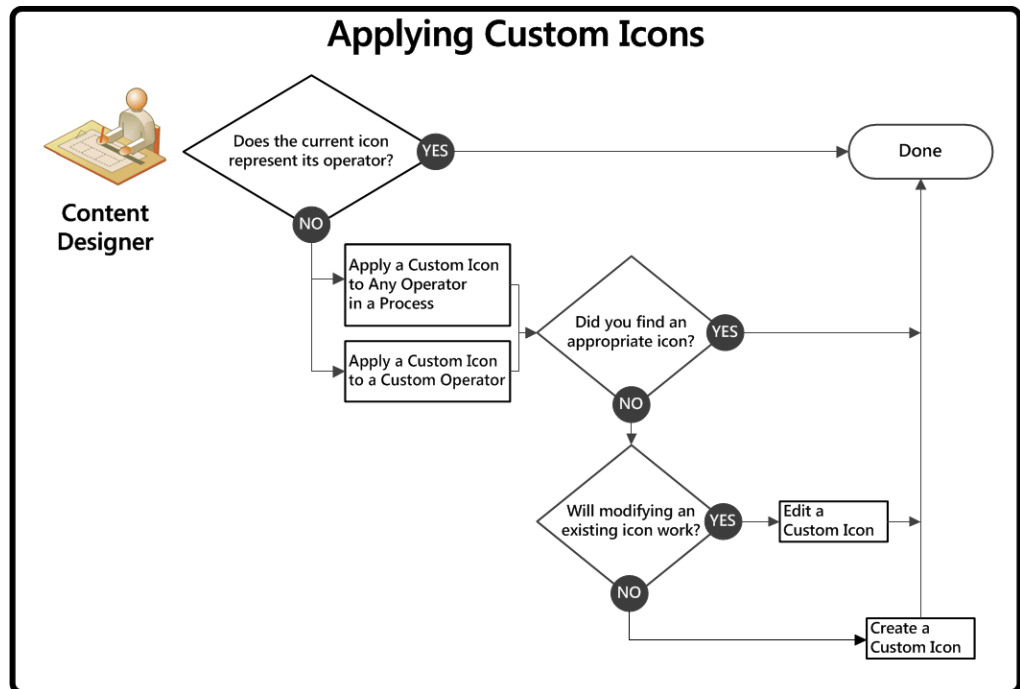 Applying Custom Icons
Content
Designer
Does the current icon
represent its operator?
YES
Done
NO
Apply a Custom Icon
to Any Operator
in a Process
Apply a Custom Icon
to a Custom Operator
Did you find an
appropriate icon?
YES
NO
Will modifying an
existing icon work?
YES
Edit a
Custom Icon
NO
Create a
Custom Icon